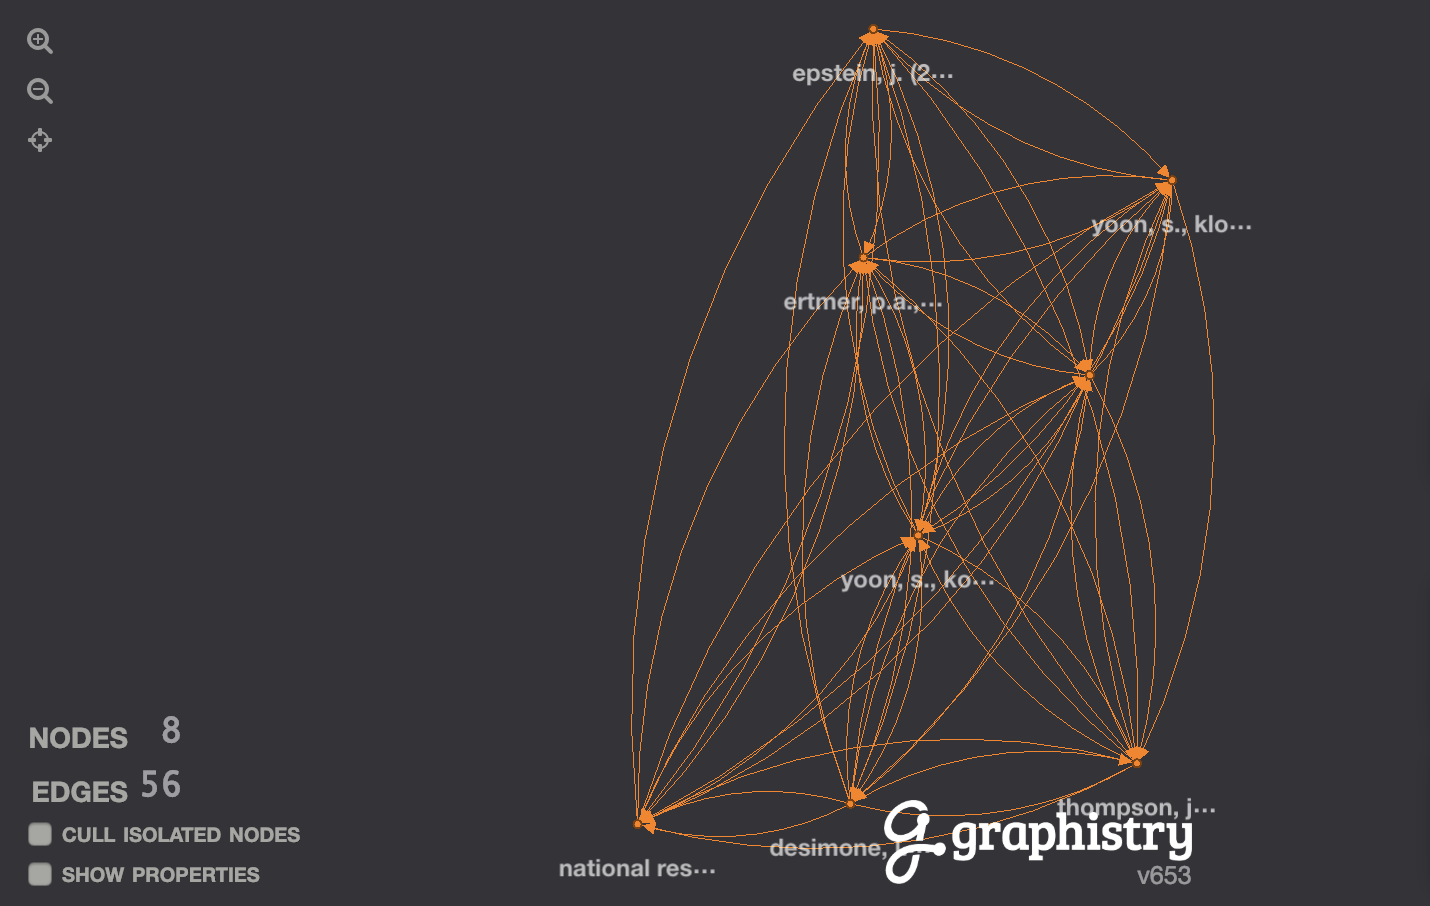 epstein, j. (2···
yoon, s., klo···
ertmer, p.a.,···
yoon, s., ko···
NODES 8
EDGES 56
CULL ISOLATED NODES
SHOW PROPERTIES
thompson, j···
desimone,
national res···
graphistry
v653